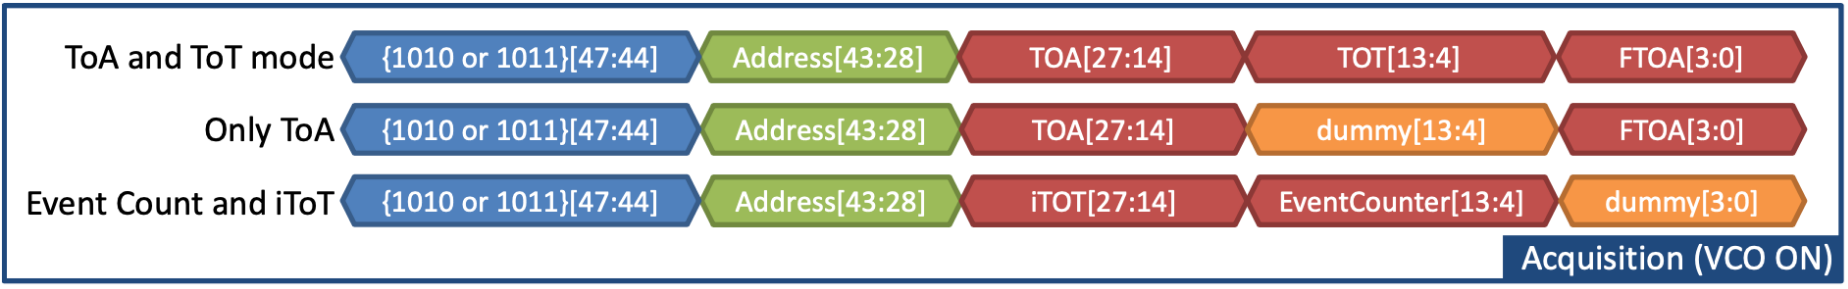 ToA and ToT mode {1010 or 1011}[47:44] Address[43:28] TOA[27:14] TOT[13:4] FTOA[3:0]
Only ToA {1010 or 1011}[47:44] Address[43:28] TOA[27:14] dummy[13:4] FTOA[3:0]
Event Count and iToT {1010 or 1011}[47:44] Address[43:28] iTOT[27:14] EventCounter[13:4] dummy[3:0]
Acquisition (VCO ON)